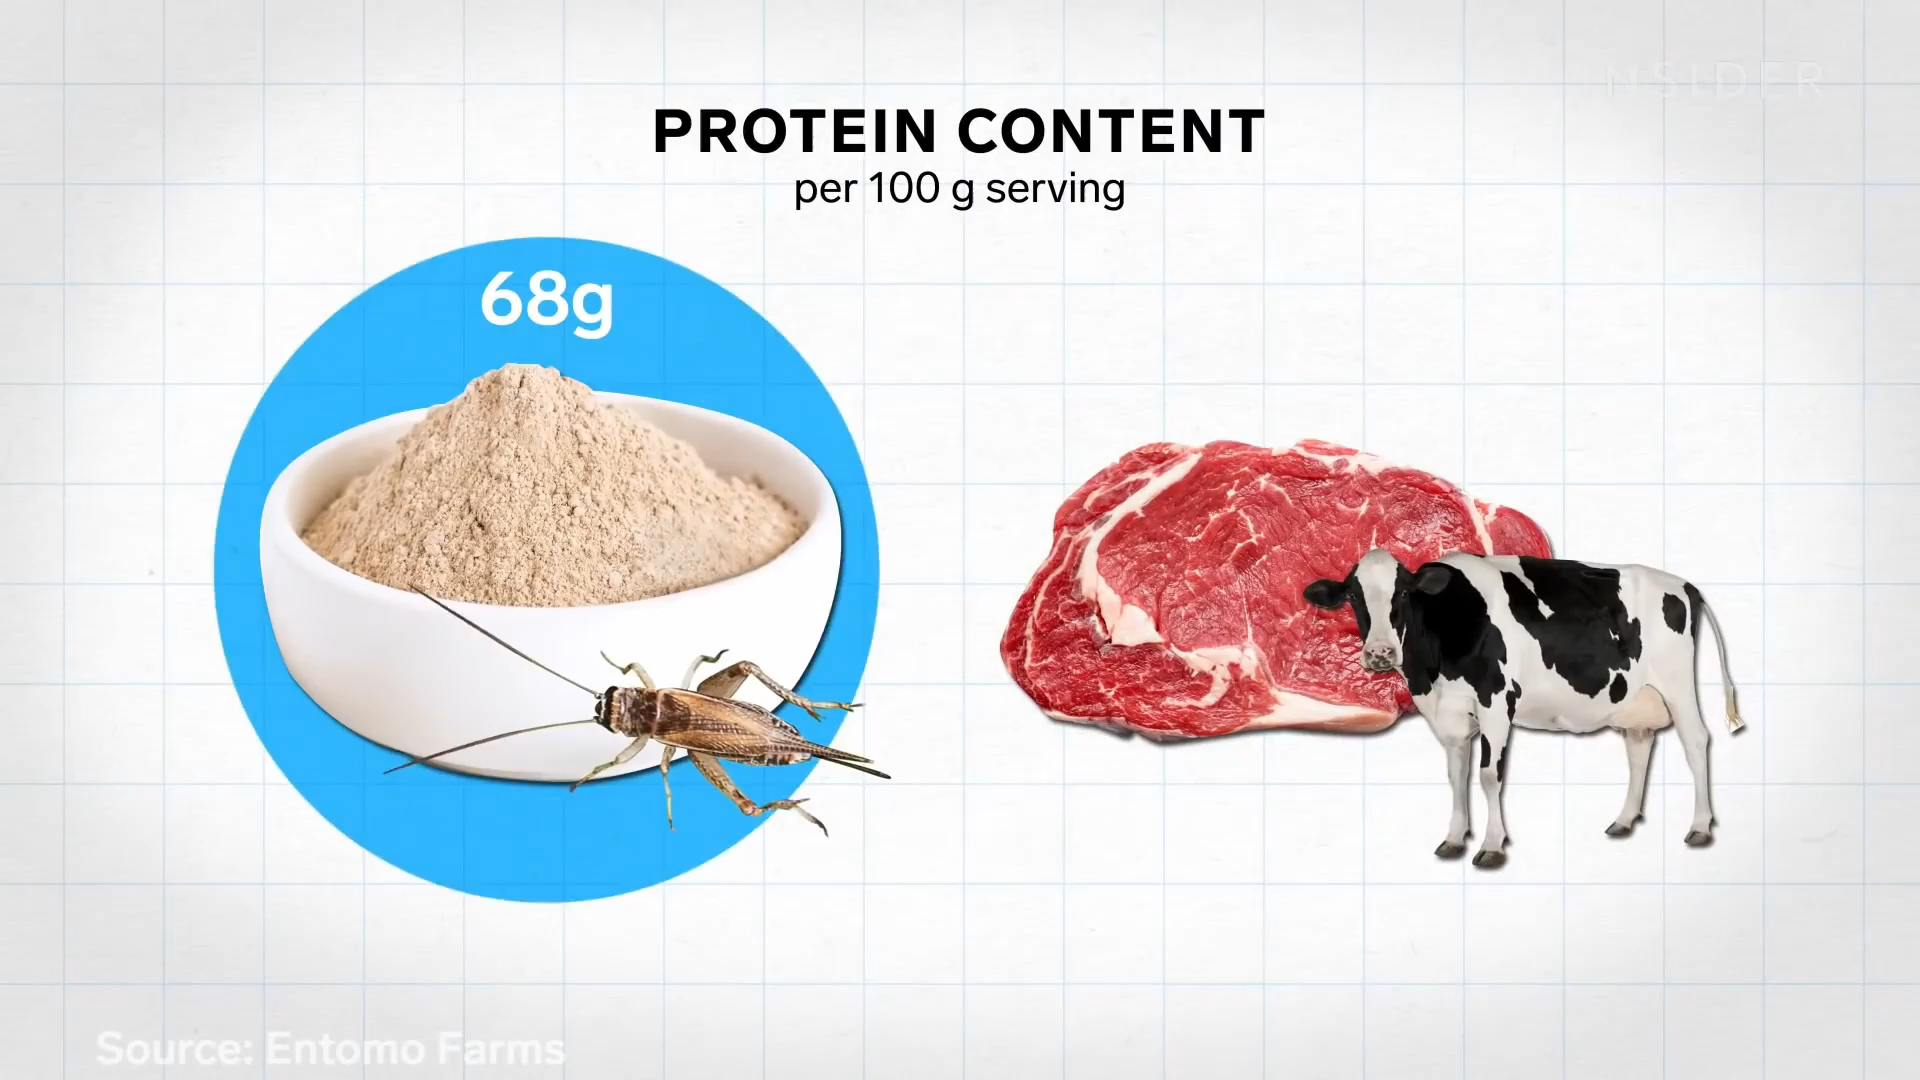 INSIDER
PROTEIN CONTENT
per 100 g serving
68g
Source: Entomo Farms